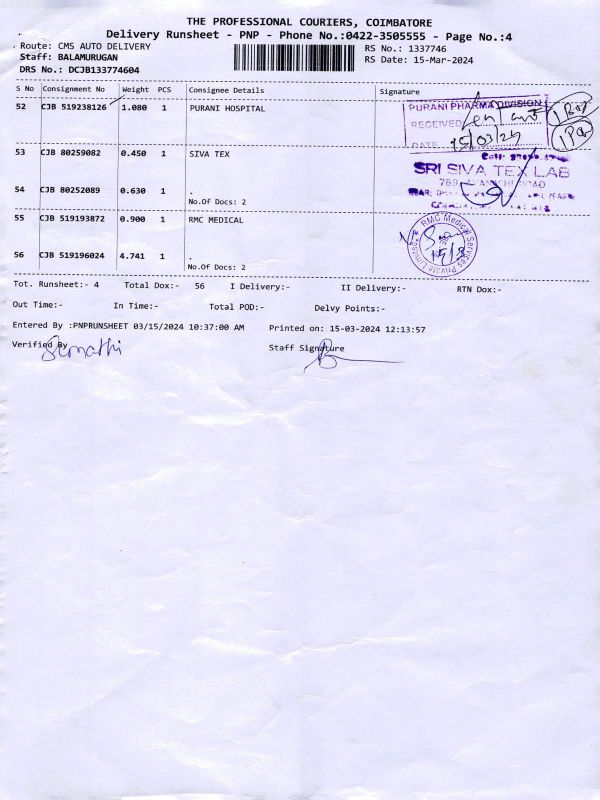 THE PROFESSIONAL COURIERS, COIMBATORE
Delivery Runsheet - PNP - Phone No.:0422-3505555 - Page No.:4
Route: CMS AUTO DELIVERY RS No.: 1337746
Staff: BALAMURUGAN RS Date: 15-Mar-2024
DRS No.: DCJB133774604
S No Consignment No Weight PCS Consignee Details Signature
52 CJB 519238126 1.080 1 PURANI HOSPITAL
PURANI PHARMA DIVISION
RECEIVED
DATE 15/03/24
53 CJB 80259082 0.450 1 SIVA TEX
SRI SIVA TEX LAB
54 CJB 80252089 0.630 1 .
No.Of Docs: 2
55 CJB 519193872 0.900 1 RMC MEDICAL
RMC Medical Services Private Limited
15/3
56 CJB 519196024 4.741 1 .
No.Of Docs: 2
Tot. Runsheet:- 4 Total Dox:- 56 I Delivery:- II Delivery:- RTN Dox:-
Out Time:- In Time:- Total POD:- Delvy Points:-
Entered By :PNPRUNSHEET 03/15/2024 10:37:00 AM Printed on: 15-03-2024 12:13:57
Verified By Staff Signature